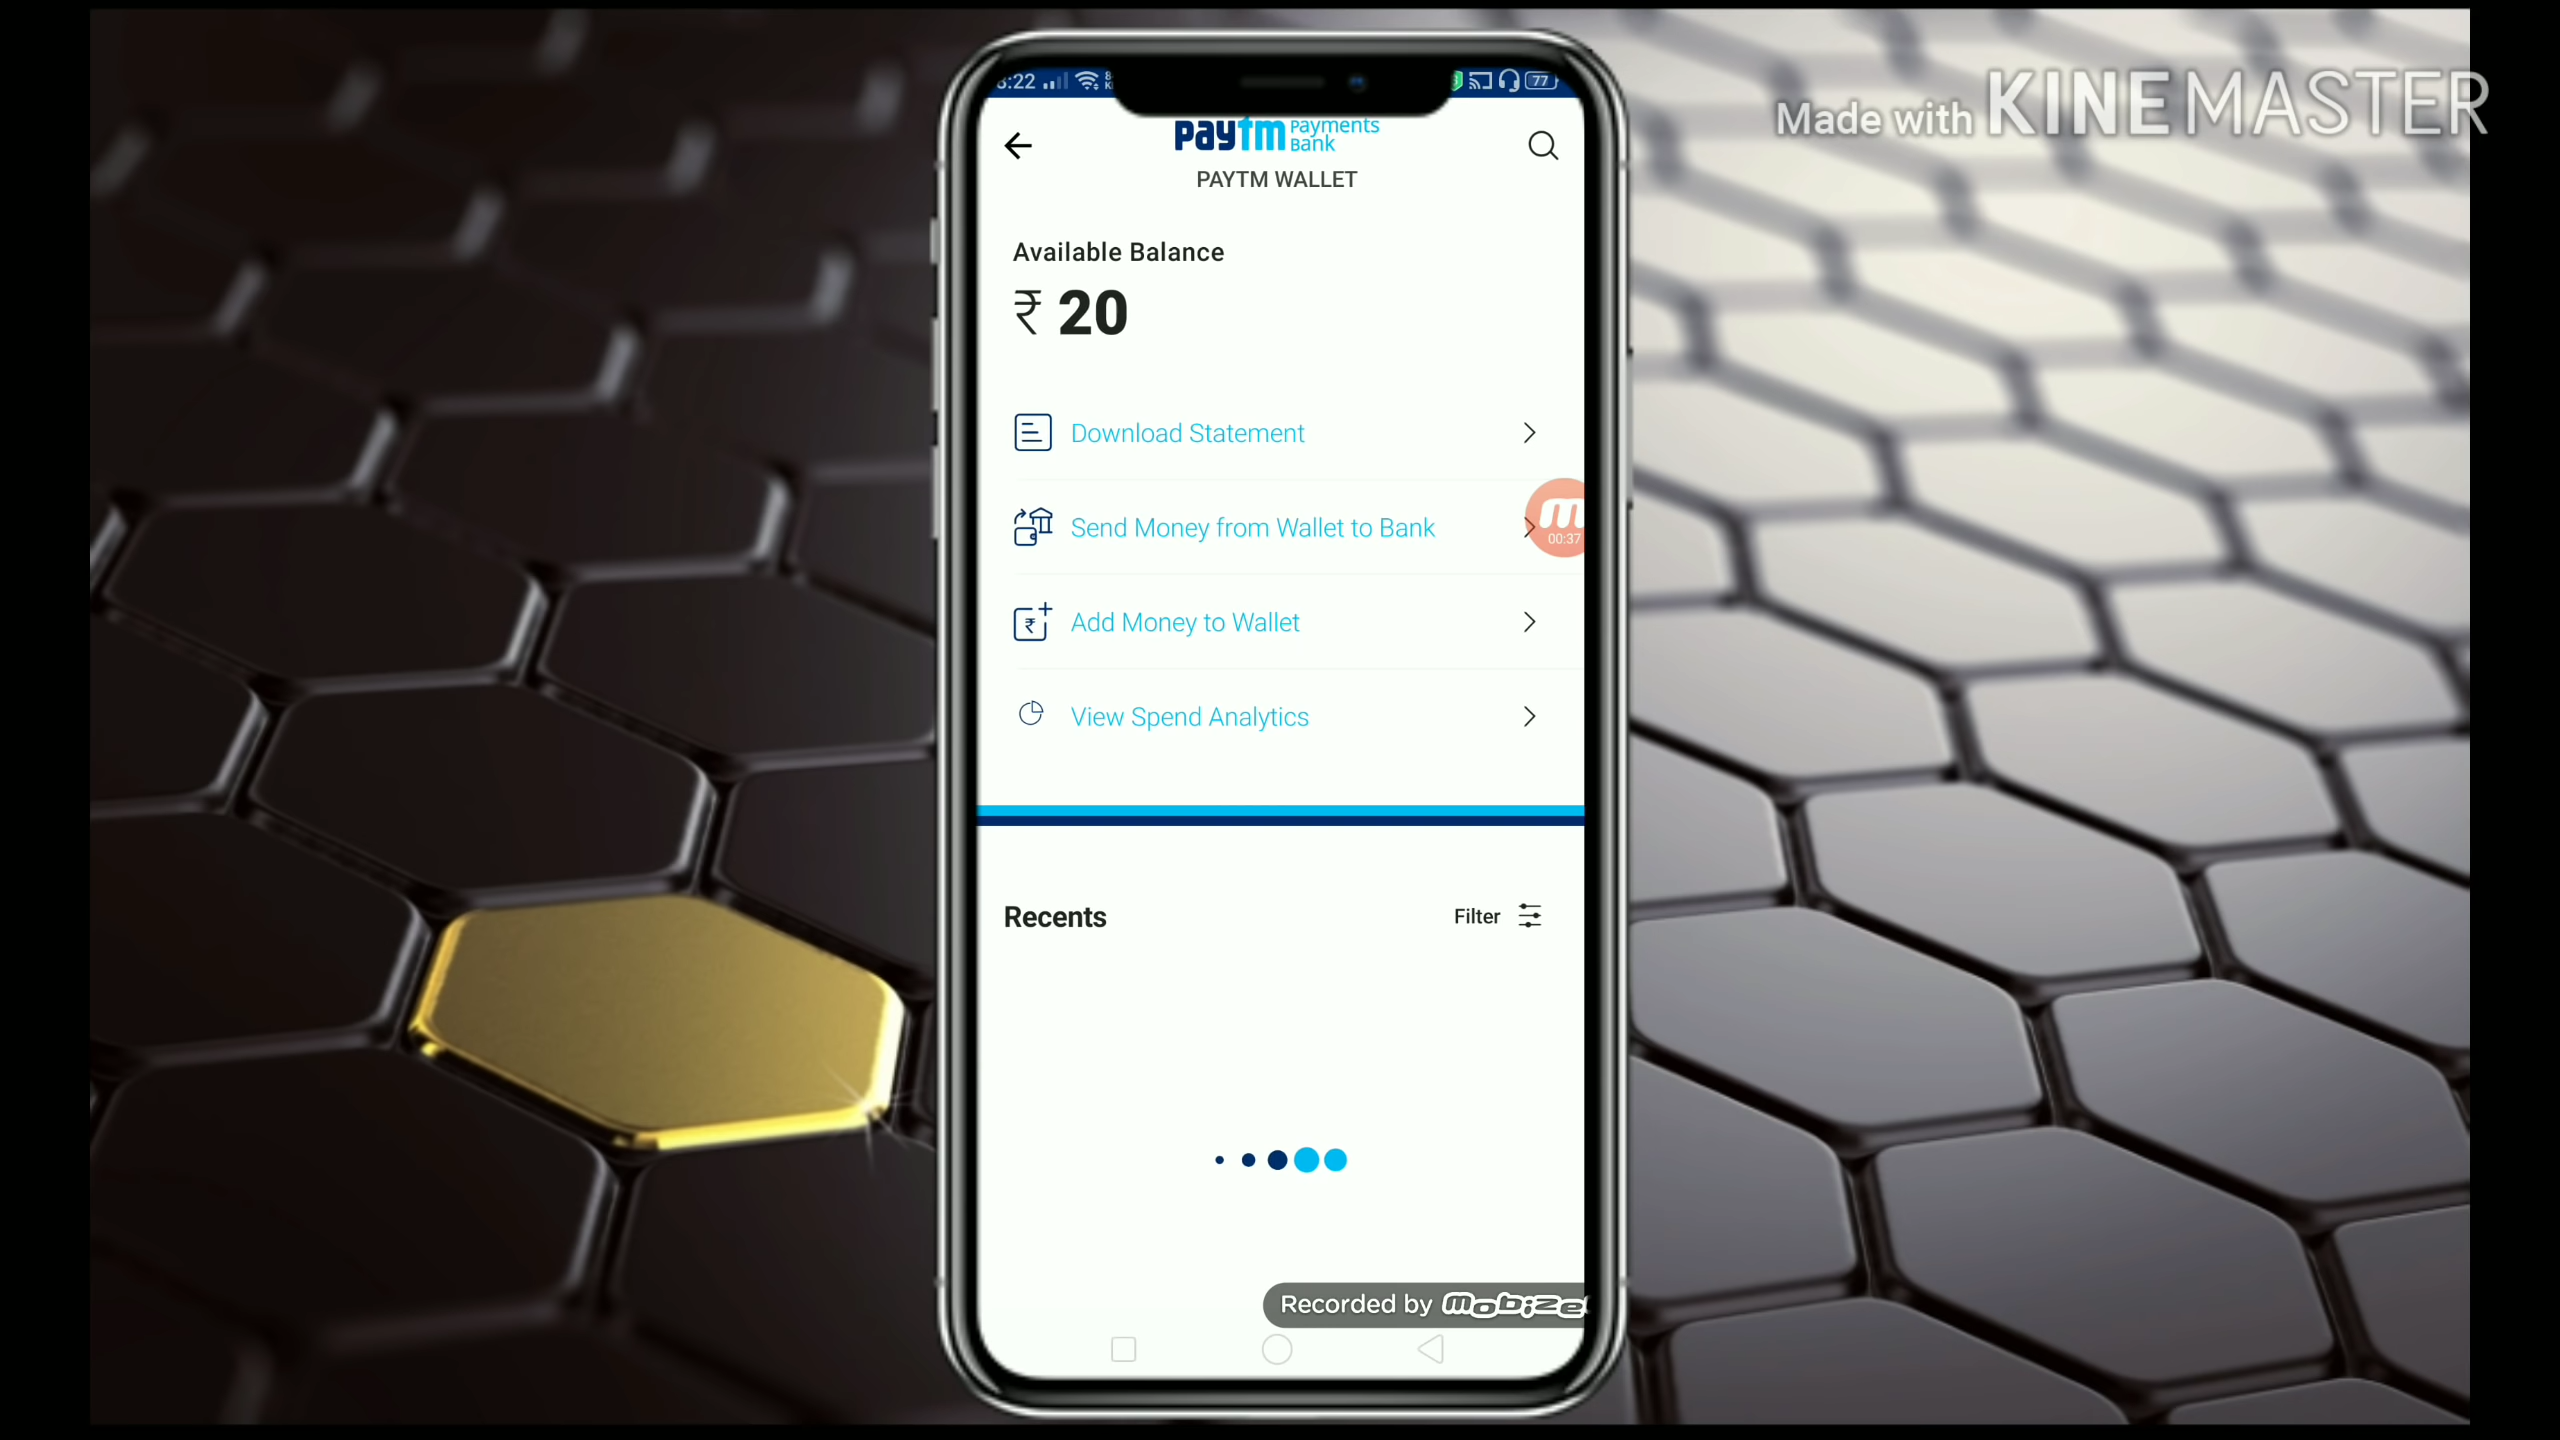 Made with KINEMASTER
:22
77
paytm Payments Bank
PAYTM WALLET
Available Balance
₹ 20
Download Statement
Send Money from Wallet to Bank
00:37
Add Money to Wallet
View Spend Analytics
Recents
Filter
Recorded by